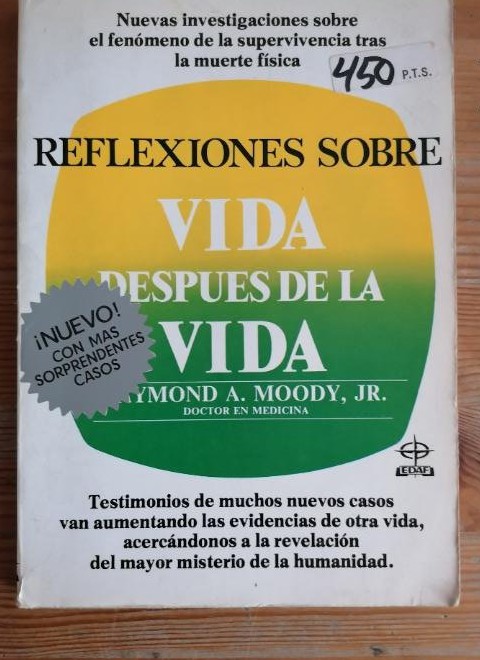 Nuevas investigaciones sobre
el fenómeno de la supervivencia tras
la muerte física
450 P.T.S.
REFLEXIONES SOBRE
VIDA
DESPUES DE LA
VIDA
¡NUEVO!
CON MAS
SORPRENDENTES
CASOS
YMOND A. MOODY, JR.
DOCTOR EN MEDICINA
EDAF
Testimonios de muchos nuevos casos
van aumentando las evidencias de otra vida,
acercándonos a la revelación
del mayor misterio de la humanidad.